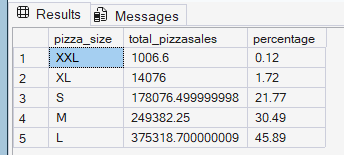 Results Messages
pizza_size total_pizzasales percentage
1 XXL 1006.6 0.12
2 XL 14076 1.72
3 S 178076.499999998 21.77
4 M 249382.25 30.49
5 L 375318.700000009 45.89